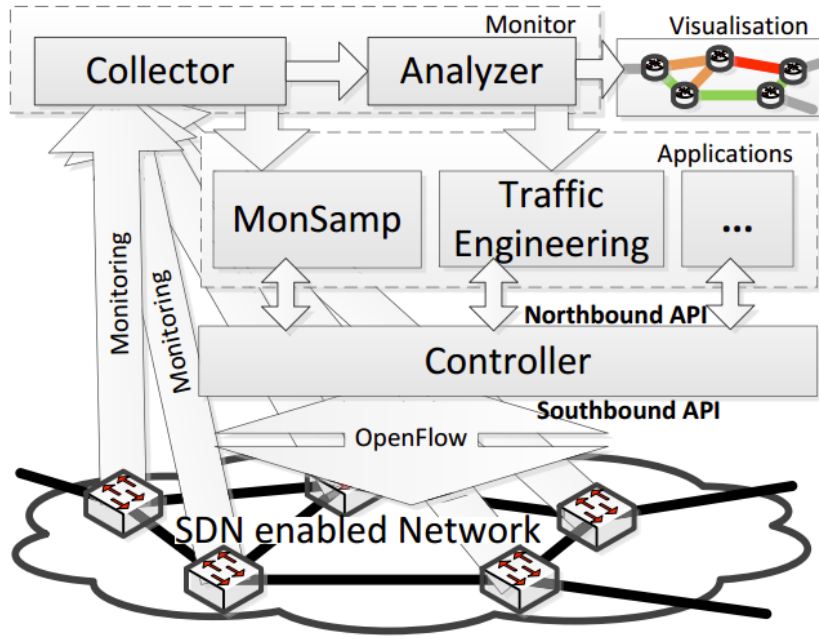 Monitor
Visualisation
Collector
Analyzer
Applications
MonSamp
Traffic
Engineering
...
Monitoring
Monitoring
Northbound API
Controller
Southbound API
OpenFlow
SDN enabled Network